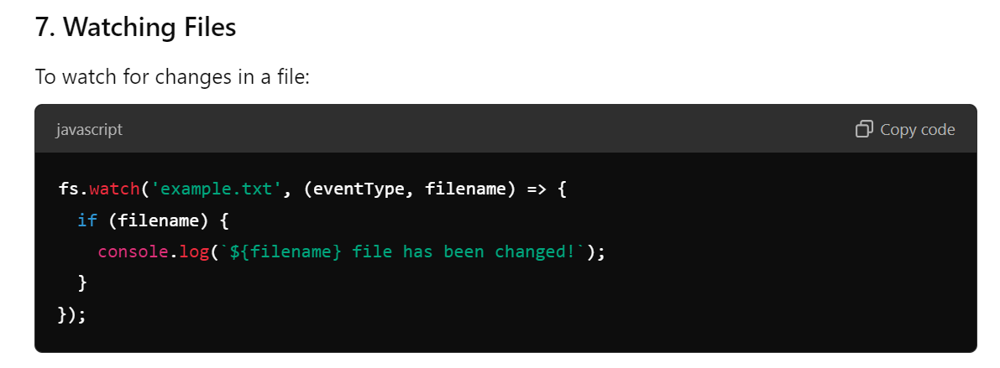 7. Watching Files
To watch for changes in a file:
javascript
Copy code
fs.watch('example.txt', (eventType, filename) => {
  if (filename) {
    console.log(`${filename} file has been changed!`);
  }
});